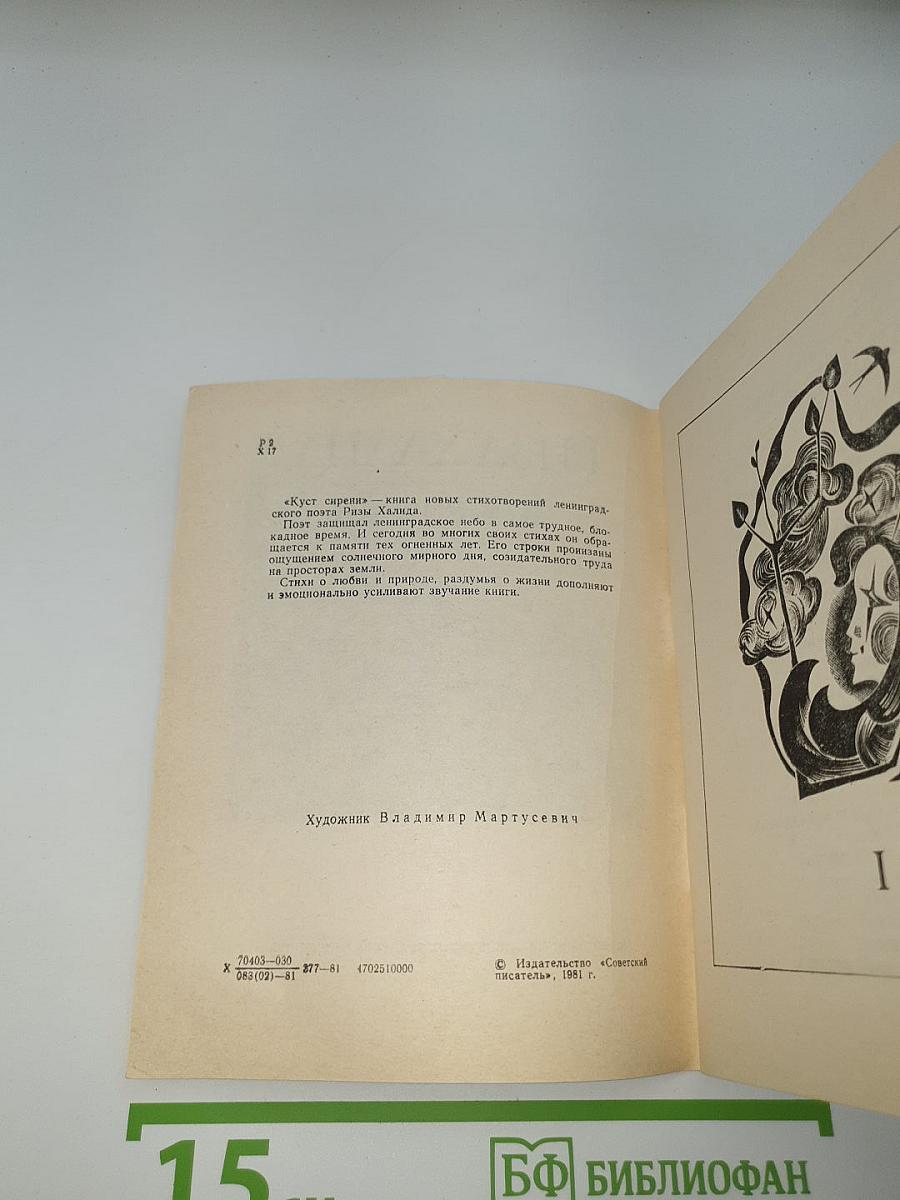 Р 2
Х 17
«Куст сирени» — книга новых стихотворений ленинград-
ского поэта Ризы Халида.
Поэт защищал ленинградское небо в самое трудное, бло-
кадное время. И сегодня во многих своих стихах он обра-
щается к памяти тех огненных лет. Его строки пронизаны
ощущением солнечного мирного дня, созидательного труда
на просторах земли.
Стихи о любви и природе, раздумья о жизни дополняют
и эмоционально усиливают звучание книги.
Художник Владимир Мартусевич
Х 70403—030
083(02)—81 377—81 4702510000
© Издательство «Советский
писатель», 1981 г.
I
15 см
БФ БИБЛИОФАН